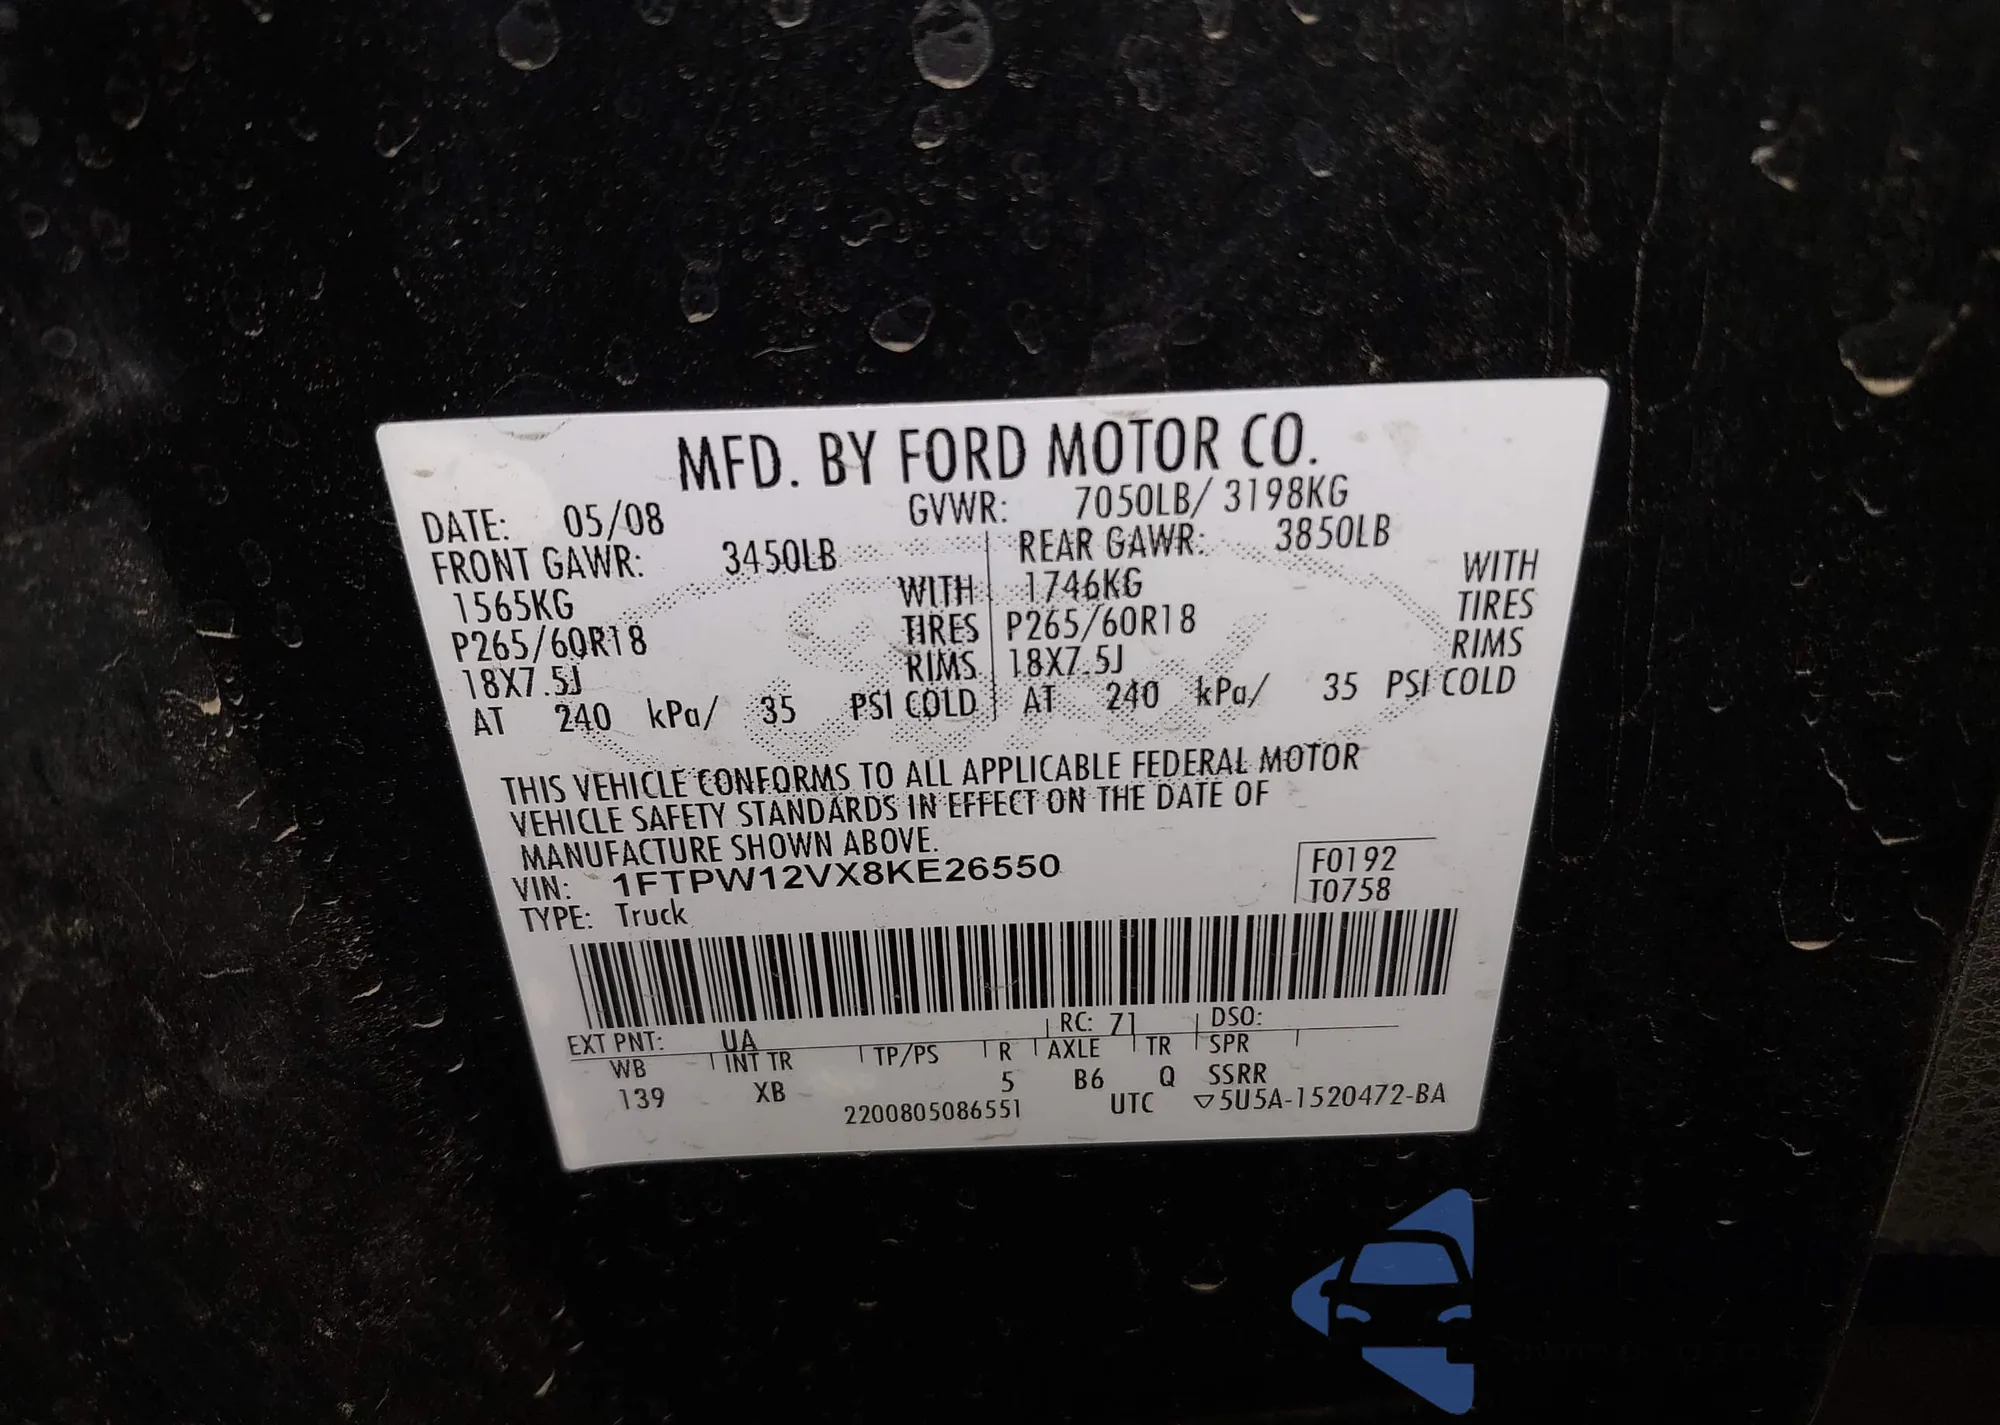 MFD. BY FORD MOTOR CO.
DATE: 05/08 GVWR: 7050LB/ 3198KG
FRONT GAWR: 3450LB REAR GAWR: 3850LB
1565KG WITH 1746KG WITH
P265/60R18 TIRES P265/60R18 TIRES
18X7.5J RIMS 18X7.5J RIMS
AT 240 kPa/ 35 PSI COLD AT 240 kPa/ 35 PSI COLD
THIS VEHICLE CONFORMS TO ALL APPLICABLE FEDERAL MOTOR
VEHICLE SAFETY STANDARDS IN EFFECT ON THE DATE OF
MANUFACTURE SHOWN ABOVE.
VIN: 1FTPW12VX8KE26550 F0192
TYPE: Truck T0758
EXT PNT: UA RC: 71 DSO:
WB INT TR TP/PS R AXLE TR SPR
139 XB 5 B6 Q SSRR
2200805086551 UTC ▽5U5A-1520472-BA